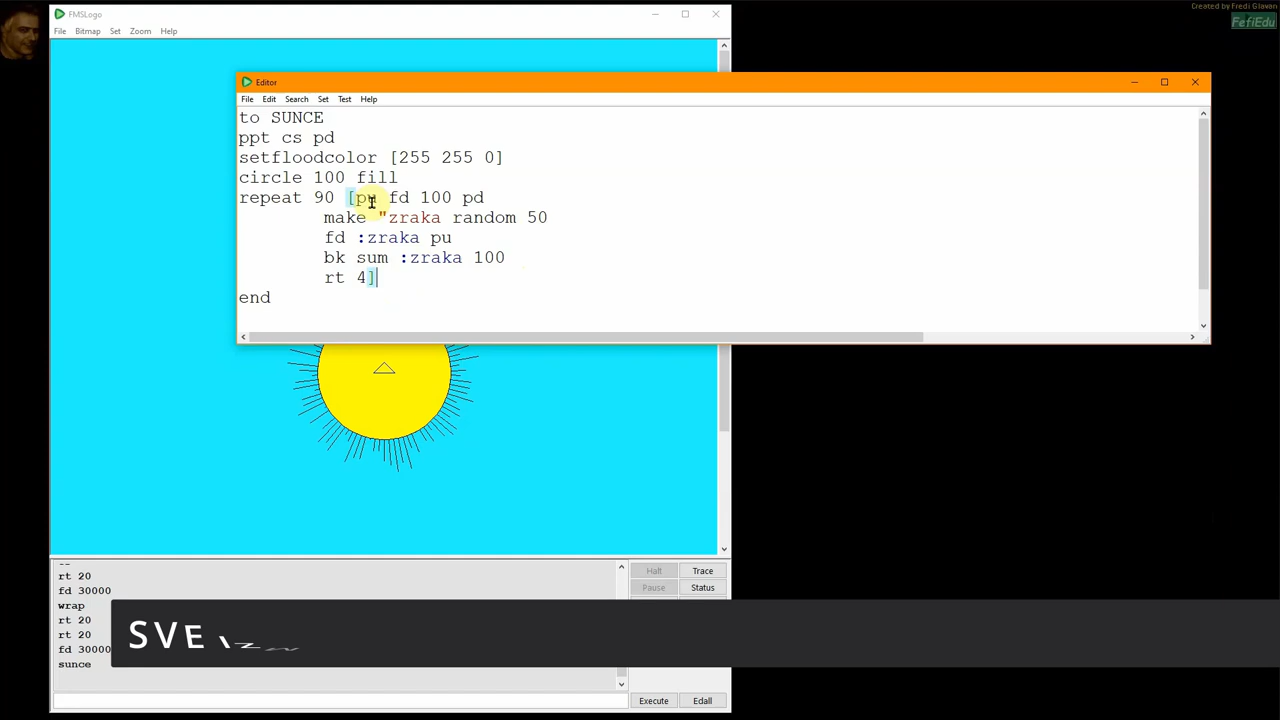 Created by Fredi Glavan
FefiEdu
FMSLogo
File Bitmap Set Zoom Help
Editor
File Edit Search Set Test Help
to SUNCE
ppt cs pd
setfloodcolor [255 255 0]
circle 100 fill
repeat 90 [pu fd 100 pd
make "zraka random 50
fd :zraka pu
bk sum :zraka 100
rt 4]
end
rt 20
fd 30000
wrap
rt 20
rt 20
fd 30000
sunce
Halt Trace
Pause Status
SVE
Execute Edall